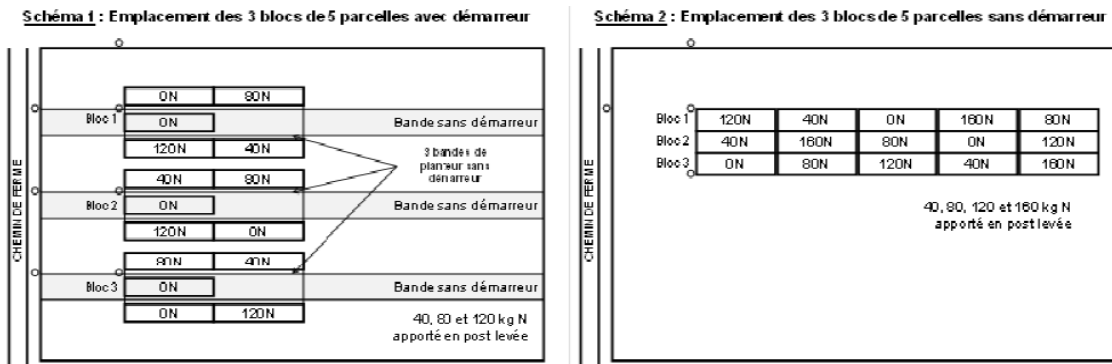 Schéma 1 : Emplacement des 3 blocs de 5 parcelles avec démarreur
CHEMIN DE FERME
0N 80N
Bloc 1 0N Bande sans démarreur
120N 40N
3 bandes de
planteur sans
démarreur
40N 80N
Bloc 2 0N Bande sans démarreur
120N 0N
80N 40N
Bloc 3 0N Bande sans démarreur
0N 120N
40, 80 et 120 kg N
apporté en post levée
Schéma 2 : Emplacement des 3 blocs de 5 parcelles sans démarreur
CHEMIN DE FERME
Bloc 1 120N 40N 0N 160N 80N
Bloc 2 40N 160N 80N 0N 120N
Bloc 3 0N 80N 120N 40N 160N
40, 80, 120 et 160 kg N
apporté en post levée